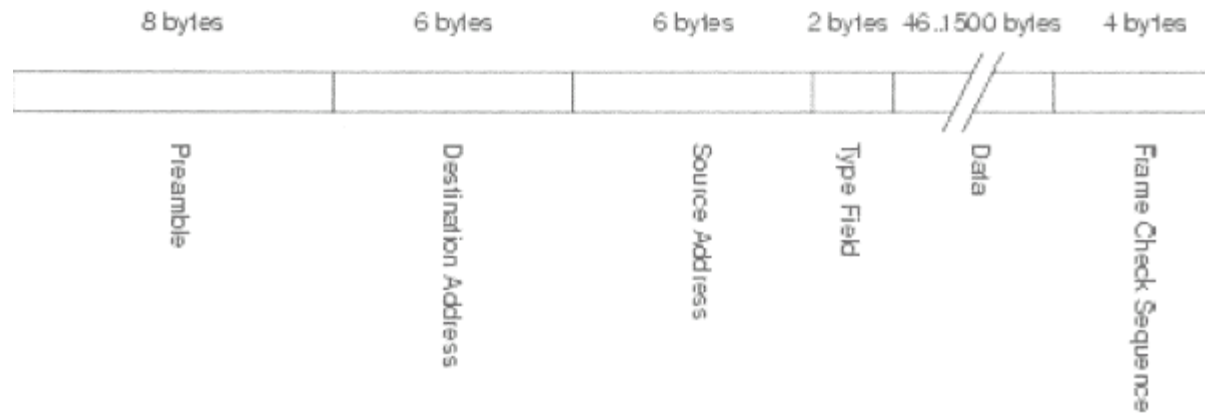 8 bytes 6 bytes 6 bytes 2 bytes 46..1500 bytes 4 bytes
Preamble
Destination Address
Source Address
Type Field
Data
Frame Check Sequence